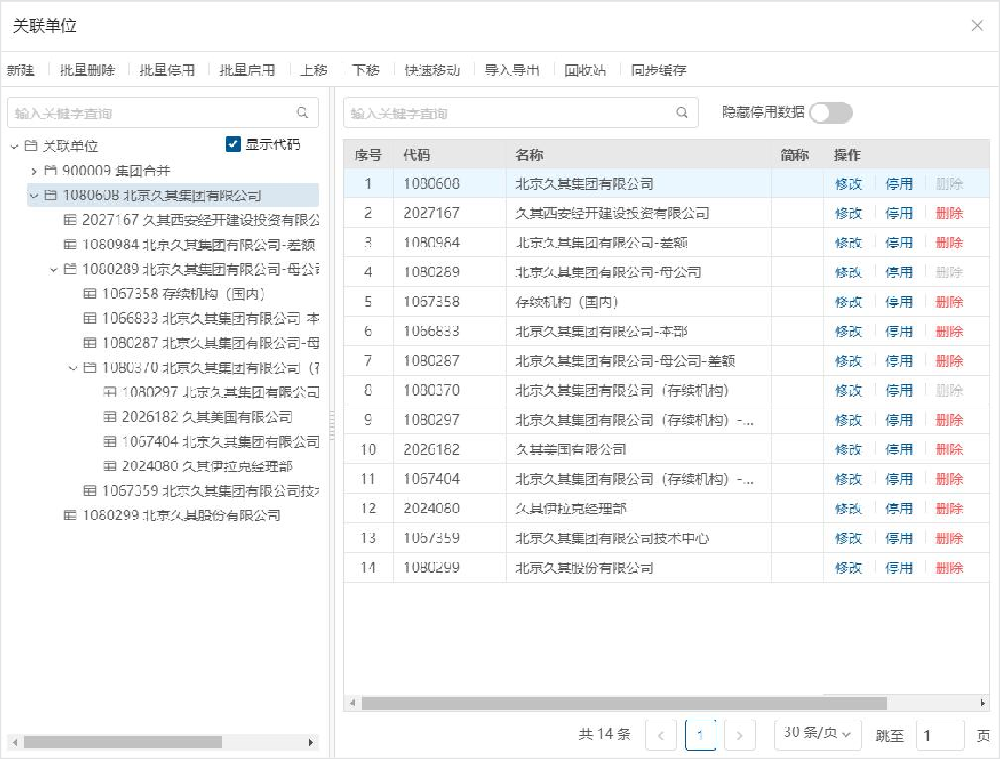 关联单位
新建 批量删除 批量停用 批量启用 上移 下移 快速移动 导入导出 回收站 同步缓存
输入关键字查询
关联单位 显示代码
900009 集团合并
1080608 北京久其集团有限公司
2027167 久其西安经开建设投资有限公
1080984 北京久其集团有限公司-差额
1080289 北京久其集团有限公司-母公
1067358 存续机构（国内）
1066833 北京久其集团有限公司-本
1080287 北京久其集团有限公司-母
1080370 北京久其集团有限公司（
1080297 北京久其集团有限公司
2026182 久其美国有限公司
1067404 北京久其集团有限公司
2024080 久其伊拉克经理部
1067359 北京久其集团有限公司技
1080299 北京久其股份有限公司
输入关键字查询 隐藏停用数据
序号 代码 名称 简称 操作
1 1080608 北京久其集团有限公司 修改 停用 删除
2 2027167 久其西安经开建设投资有限公司 修改 停用 删除
3 1080984 北京久其集团有限公司-差额 修改 停用 删除
4 1080289 北京久其集团有限公司-母公司 修改 停用 删除
5 1067358 存续机构（国内） 修改 停用 删除
6 1066833 北京久其集团有限公司-本部 修改 停用 删除
7 1080287 北京久其集团有限公司-母公司-差额 修改 停用 删除
8 1080370 北京久其集团有限公司（存续机构） 修改 停用 删除
9 1080297 北京久其集团有限公司（存续机构）-... 修改 停用 删除
10 2026182 久其美国有限公司 修改 停用 删除
11 1067404 北京久其集团有限公司（存续机构）-... 修改 停用 删除
12 2024080 久其伊拉克经理部 修改 停用 删除
13 1067359 北京久其集团有限公司技术中心 修改 停用 删除
14 1080299 北京久其股份有限公司 修改 停用 删除
共 14 条 1 30 条/页 跳至 1 页